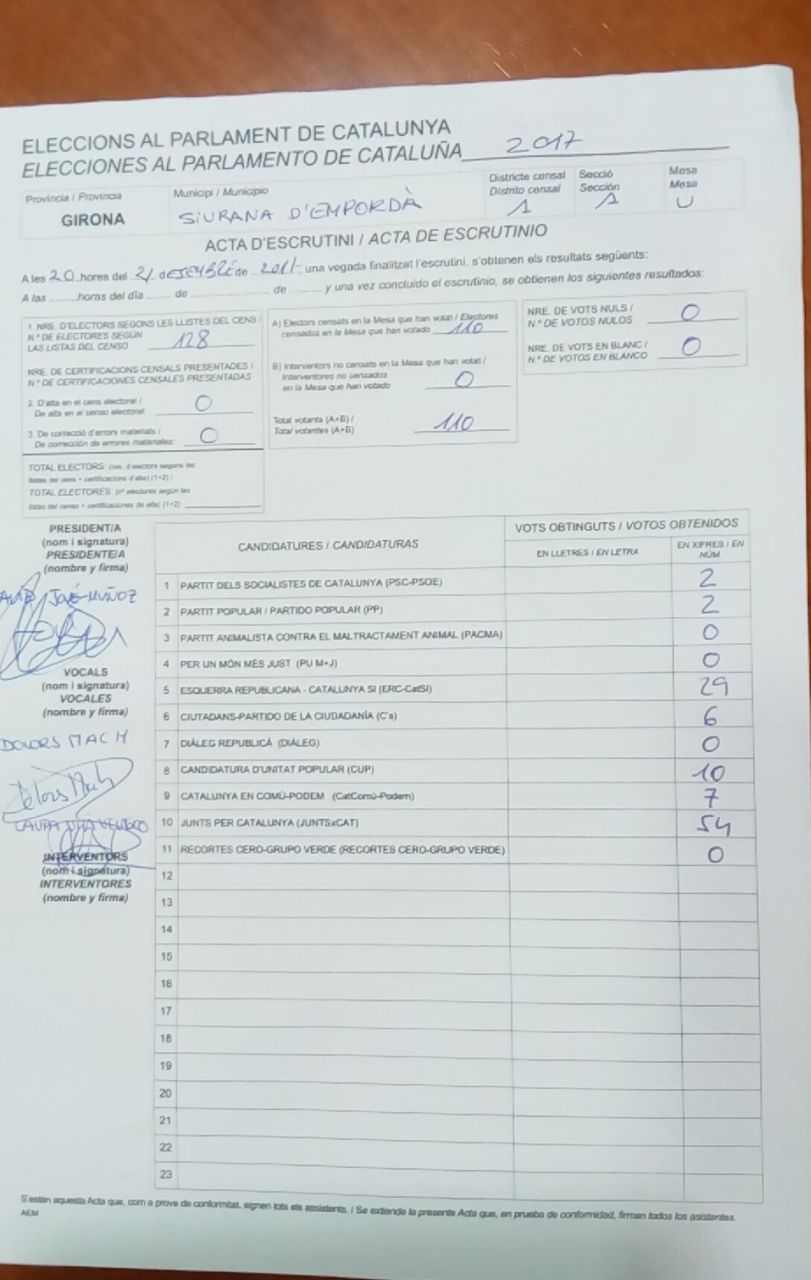 ELECCIONS AL PARLAMENT DE CATALUNYA
ELECCIONES AL PARLAMENTO DE CATALUÑA 2017
Provincia / Provincia
GIRONA
Municipi / Municipio
SIURANA D'EMPORDÀ
Districte censal
Distrito censal
1
Secció
Sección
1
Mesa
Mesa
U
ACTA D'ESCRUTINI / ACTA DE ESCRUTINIO
A les 20 hores del 21 de de 2017, una vegada finalitzat l'escrutini, s'obtenen els resultats següents:
A las ........horas del día ....... de ...................... de ......... y una vez concluido el escrutinio, se obtienen los siguientes resultados:
1. NRE. D'ELECTORS SEGONS LES LLISTES DEL CENS /
N.º DE ELECTORES SEGÚN
LAS LISTAS DEL CENSO 128
NRE. DE CERTIFICACIONS CENSALS PRESENTADES /
N.º DE CERTIFICACIONES CENSALES PRESENTADAS
2. D'alta en el cens electoral /
De alta en el censo electoral: 0
3. De correcció d'errors materials /
De corrección de errores materiales: 0
TOTAL ELECTORS: (nre. d'electors segons les
llistes del cens + certificacions d'alta) (1+2) /
TOTAL ELECTORES: (nº electores según las
listas del censo + certificaciones de alta) (1+2)
A) Electors censats en la Mesa que han votat / Electores
censados en la Mesa que han votado 110
B) Interventors no censats en la Mesa que han votat /
Interventores no censados
en la Mesa que han votado 0
Total votants (A+B) /
Total votantes (A+B) 110
NRE. DE VOTS NULS /
N.º DE VOTOS NULOS 0
NRE. DE VOTS EN BLANC /
N.º DE VOTOS EN BLANCO 0
PRESIDENT/A
(nom i signatura)
PRESIDENTE/A
(nombre y firma)
JOVÉ MUÑOZ
VOCALS
(nom i signatura)
VOCALES
(nombre y firma)
DOLORS MACH
Dolors Mach
INTERVENTORS
(nom i signatura)
INTERVENTORES
(nombre y firma)
CANDIDATURES / CANDIDATURAS
VOTS OBTINGUTS / VOTOS OBTENIDOS
EN LLETRES / EN LETRA
EN XIFRES / EN NÚM.
1 PARTIT DELS SOCIALISTES DE CATALUNYA (PSC-PSOE) 2
2 PARTIT POPULAR / PARTIDO POPULAR (PP) 2
3 PARTIT ANIMALISTA CONTRA EL MALTRACTAMENT ANIMAL (PACMA) 0
4 PER UN MÓN MÉS JUST (PU M+J) 0
5 ESQUERRA REPUBLICANA - CATALUNYA SI (ERC-CatSI) 29
6 CIUTADANS-PARTIDO DE LA CIUDADANÍA (C's) 6
7 DIÀLEG REPUBLICÀ (DIÀLEG) 0
8 CANDIDATURA D'UNITAT POPULAR (CUP) 10
9 CATALUNYA EN COMÚ-PODEM (CatComú-Podem) 7
10 JUNTS PER CATALUNYA (JUNTSxCAT) 54
11 RECORTES CERO-GRUPO VERDE (RECORTES CERO-GRUPO VERDE) 0
12
13
14
15
16
17
18
19
20
21
22
23
S'estén aquesta Acta que, com a prova de conformitat, signen tots els assistents. / Se extiende la presente Acta que, en prueba de conformidad, firman todos los asistentes.
AEM